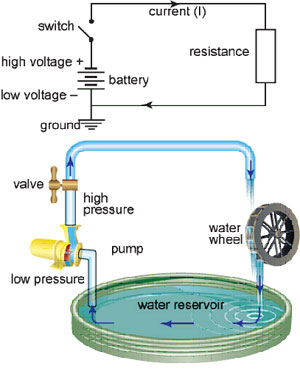 current (I)
switch
resistance
high voltage +
battery
low voltage –
ground
valve
high
pressure
water
wheel
pump
low pressure
water reservoir